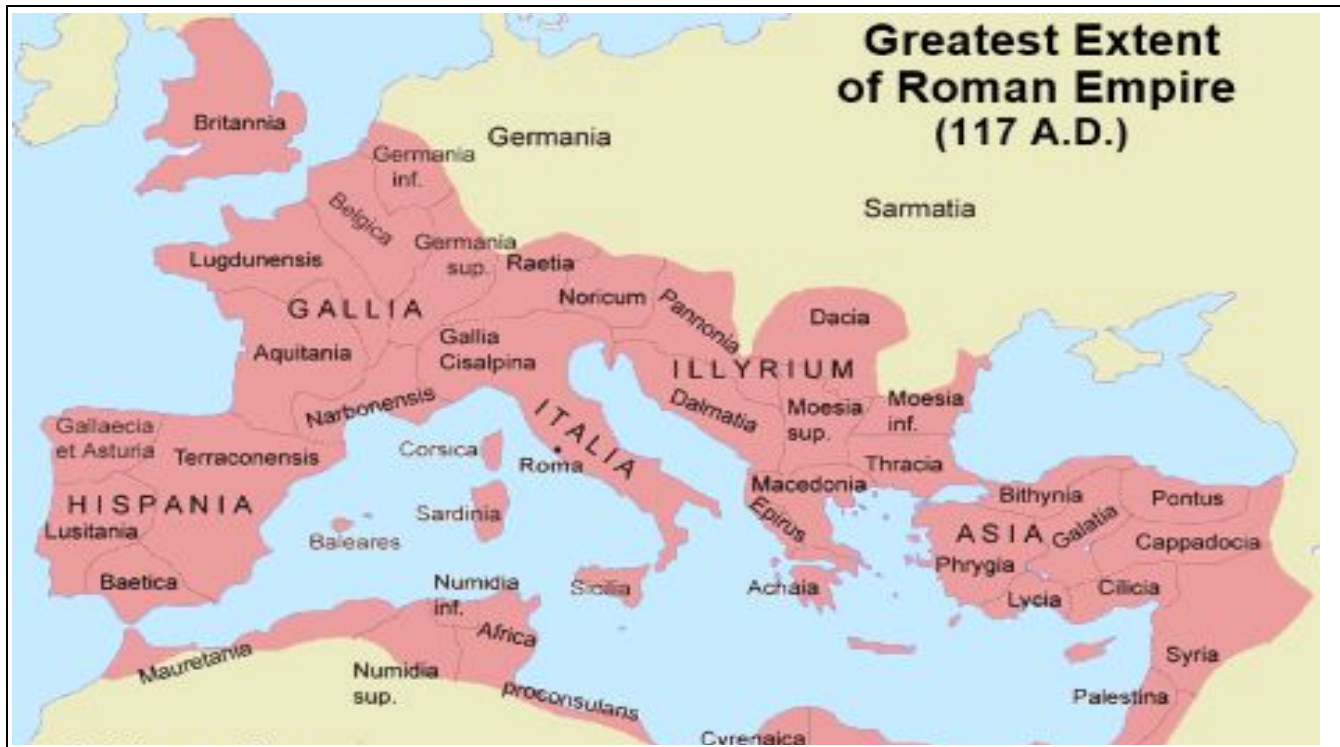 Greatest Extent
of Roman Empire
(117 A.D.)
Britannia
Germania
Germania
inf.
Sarmatia
Belgica
Germania
sup.
Lugdunensis
Raetia
Noricum
Pannonia
Dacia
GALLIA
Gallia
Cisalpina
Aquitania
ILLYRIUM
Narbonensis
Dalmatia
Moesia
sup.
Moesia
inf.
Gallaecia
et Asturia
Terraconensis
Corsica
Roma
ITALIA
Thracia
Macedonia
Epirus
Bithynia
Pontus
HISPANIA
Lusitania
Sardinia
Baleares
ASIA
Galatia
Cappadocia
Phrygia
Baetica
Numidia
inf.
Sicilia
Achaia
Lycia
Cilicia
Africa
Mauretania
Numidia
sup.
proconsularis
Syria
Palestina
Cyrenaica